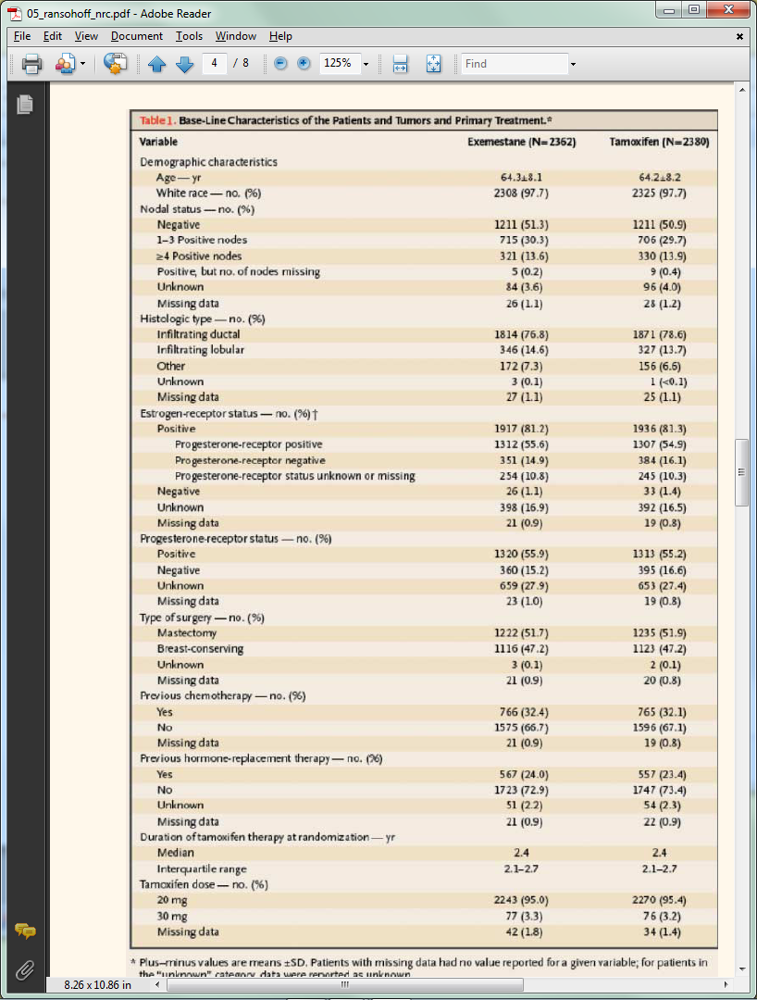 05_ransohoff_nrc.pdf - Adobe Reader
File Edit View Document Tools Window Help
4 / 8 125% Find
Table 1. Base-Line Characteristics of the Patients and Tumors and Primary Treatment.*
Variable Exemestane (N=2362) Tamoxifen (N=2380)
Demographic characteristics
Age — yr 64.3±8.1 64.2±8.2
White race — no. (%) 2308 (97.7) 2325 (97.7)
Nodal status — no. (%)
Negative 1211 (51.3) 1211 (50.9)
1–3 Positive nodes 715 (30.3) 706 (29.7)
≥4 Positive nodes 321 (13.6) 330 (13.9)
Positive, but no. of nodes missing 5 (0.2) 9 (0.4)
Unknown 84 (3.6) 96 (4.0)
Missing data 26 (1.1) 28 (1.2)
Histologic type — no. (%)
Infiltrating ductal 1814 (76.8) 1871 (78.6)
Infiltrating lobular 346 (14.6) 327 (13.7)
Other 172 (7.3) 156 (6.6)
Unknown 3 (0.1) 1 (<0.1)
Missing data 27 (1.1) 25 (1.1)
Estrogen-receptor status — no. (%)†
Positive 1917 (81.2) 1936 (81.3)
Progesterone-receptor positive 1312 (55.6) 1307 (54.9)
Progesterone-receptor negative 351 (14.9) 384 (16.1)
Progesterone-receptor status unknown or missing 254 (10.8) 245 (10.3)
Negative 26 (1.1) 33 (1.4)
Unknown 398 (16.9) 392 (16.5)
Missing data 21 (0.9) 19 (0.8)
Progesterone-receptor status — no. (%)
Positive 1320 (55.9) 1313 (55.2)
Negative 360 (15.2) 395 (16.6)
Unknown 659 (27.9) 653 (27.4)
Missing data 23 (1.0) 19 (0.8)
Type of surgery — no. (%)
Mastectomy 1222 (51.7) 1235 (51.9)
Breast-conserving 1116 (47.2) 1123 (47.2)
Unknown 3 (0.1) 2 (0.1)
Missing data 21 (0.9) 20 (0.8)
Previous chemotherapy — no. (%)
Yes 766 (32.4) 765 (32.1)
No 1575 (66.7) 1596 (67.1)
Missing data 21 (0.9) 19 (0.8)
Previous hormone-replacement therapy — no. (%)
Yes 567 (24.0) 557 (23.4)
No 1723 (72.9) 1747 (73.4)
Unknown 51 (2.2) 54 (2.3)
Missing data 21 (0.9) 22 (0.9)
Duration of tamoxifen therapy at randomization — yr
Median 2.4 2.4
Interquartile range 2.1–2.7 2.1–2.7
Tamoxifen dose — no. (%)
20 mg 2243 (95.0) 2270 (95.4)
30 mg 77 (3.3) 76 (3.2)
Missing data 42 (1.8) 34 (1.4)
* Plus–minus values are means ±SD. Patients with missing data had no value reported for a given variable; for patients in
the “unknown” category, data were reported as unknown.
8.26 x 10.86 in